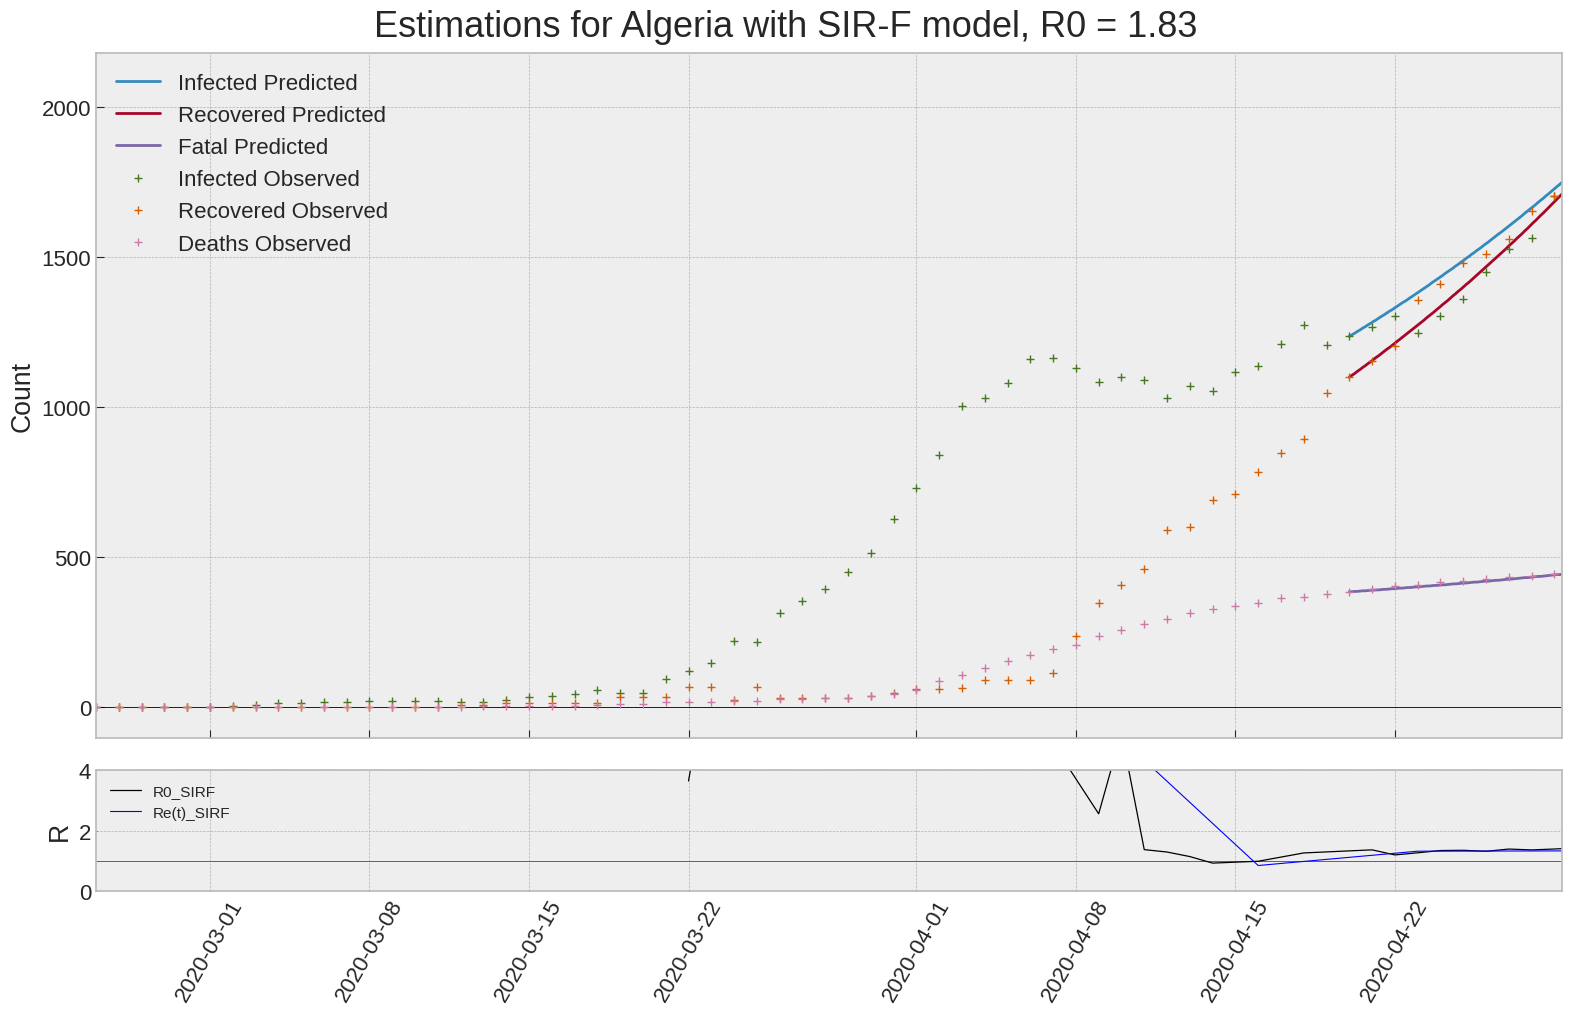 Estimations for Algeria with SIR-F model, R0 = 1.83
Infected Predicted
Recovered Predicted
Fatal Predicted
Infected Observed
Recovered Observed
Deaths Observed
2000
1500
1000
500
0
Count
R0_SIRF
Re(t)_SIRF
4
2
0
R
2020-03-01
2020-03-08
2020-03-15
2020-03-22
2020-04-01
2020-04-08
2020-04-15
2020-04-22